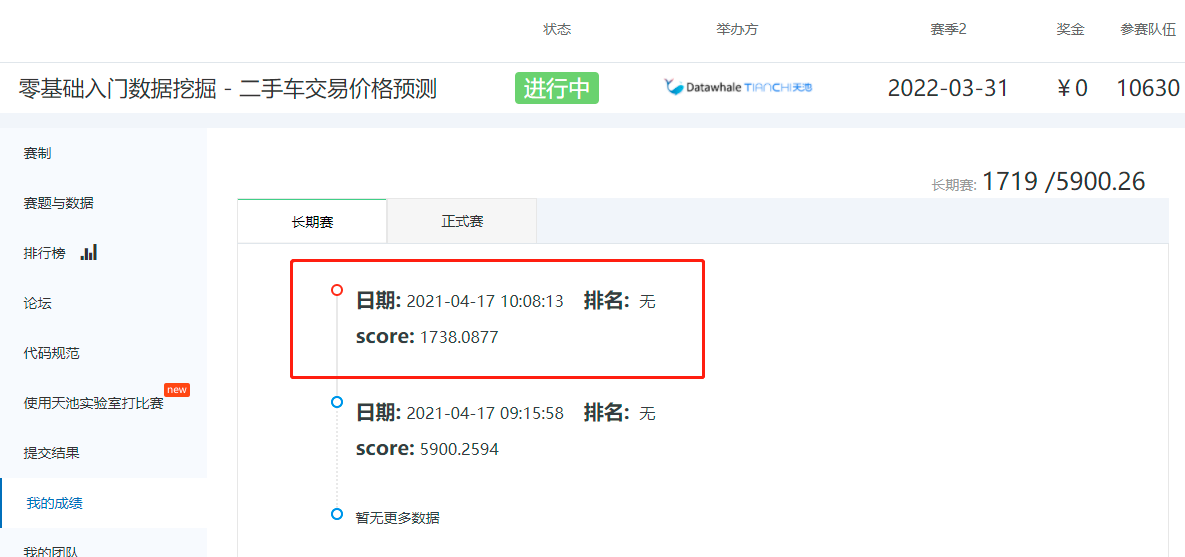 状态 举办方 赛季2 奖金 参赛队伍
零基础入门数据挖掘 - 二手车交易价格预测 进行中 Datawhale TIANCHI天池 2022-03-31 ￥0 10630
赛制
赛题与数据
排行榜
论坛
代码规范
使用天池实验室打比赛 new
提交结果
我的成绩
我的团队
长期赛: 1719 /5900.26
长期赛 正式赛
日期: 2021-04-17 10:08:13 排名: 无
score: 1738.0877
日期: 2021-04-17 09:15:58 排名: 无
score: 5900.2594
暂无更多数据